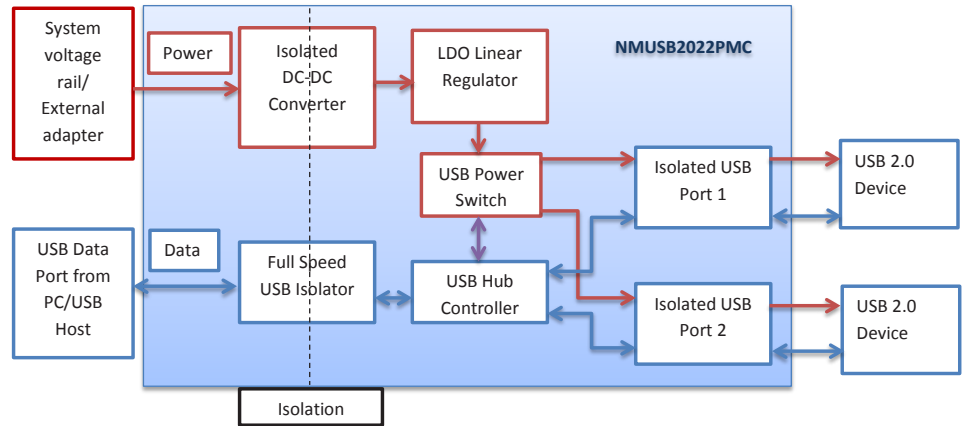 System
voltage
rail/
External
adapter
Power
Isolated
DC-DC
Converter
LDO Linear
Regulator
NMUSB2022PMC
USB Power
Switch
Isolated USB
Port 1
USB 2.0
Device
USB Data
Port from
PC/USB
Host
Data
Full Speed
USB Isolator
USB Hub
Controller
Isolated USB
Port 2
USB 2.0
Device
Isolation